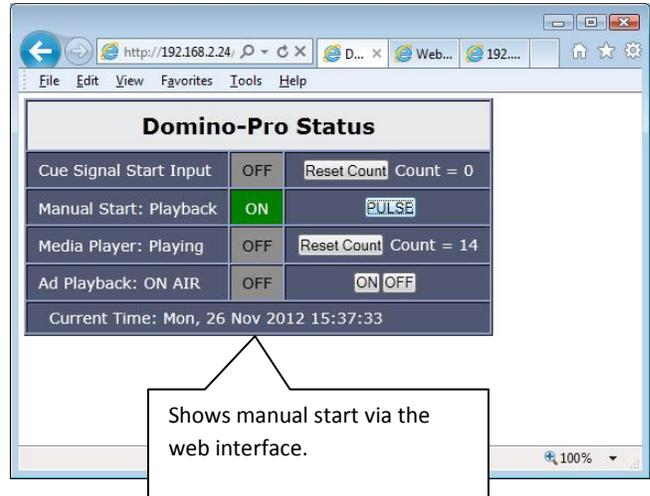 http://192.168.2.24/
D...
Web...
192....
File Edit View Favorites Tools Help
Domino-Pro Status
Cue Signal Start Input OFF Reset Count Count = 0
Manual Start: Playback ON PULSE
Media Player: Playing OFF Reset Count Count = 14
Ad Playback: ON AIR OFF ON OFF
Current Time: Mon, 26 Nov 2012 15:37:33
Shows manual start via the
web interface.
100%